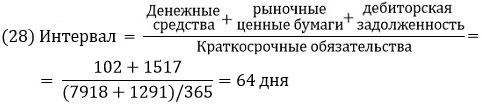 (28) Интервал = (Денежные средства + рыночные ценные бумаги + дебиторская задолженность) / Краткосрочные обязательства =
= (102 + 1517) / ((7918 + 1291)/365) = 64 дня